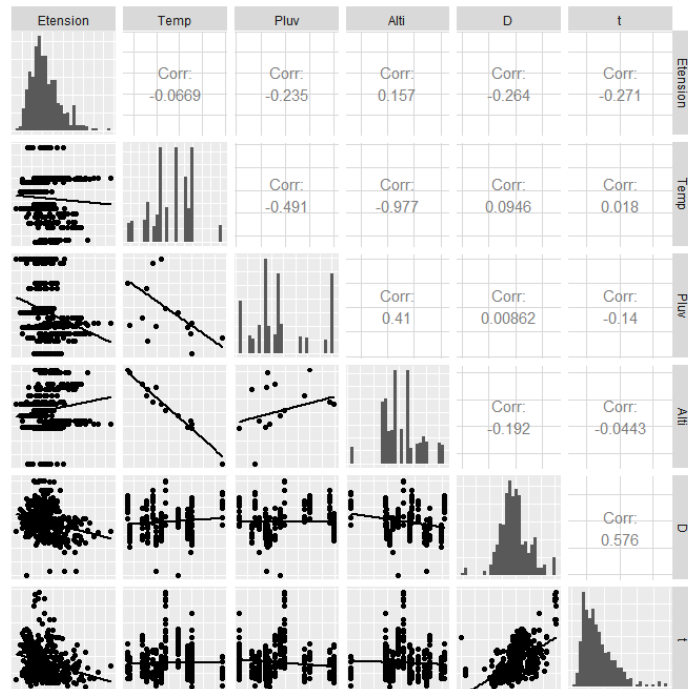 Etension Temp Pluv Alti D t
Corr: Corr: Corr: Corr: Corr:
-0.0669 -0.235 0.157 -0.264 -0.271
Etension
Corr: Corr: Corr: Corr:
-0.491 -0.977 0.0946 0.018
Temp
Corr: Corr: Corr:
0.41 0.00862 -0.14
Pluv
Corr: Corr:
-0.192 -0.0443
Alti
Corr:
0.576
D
t